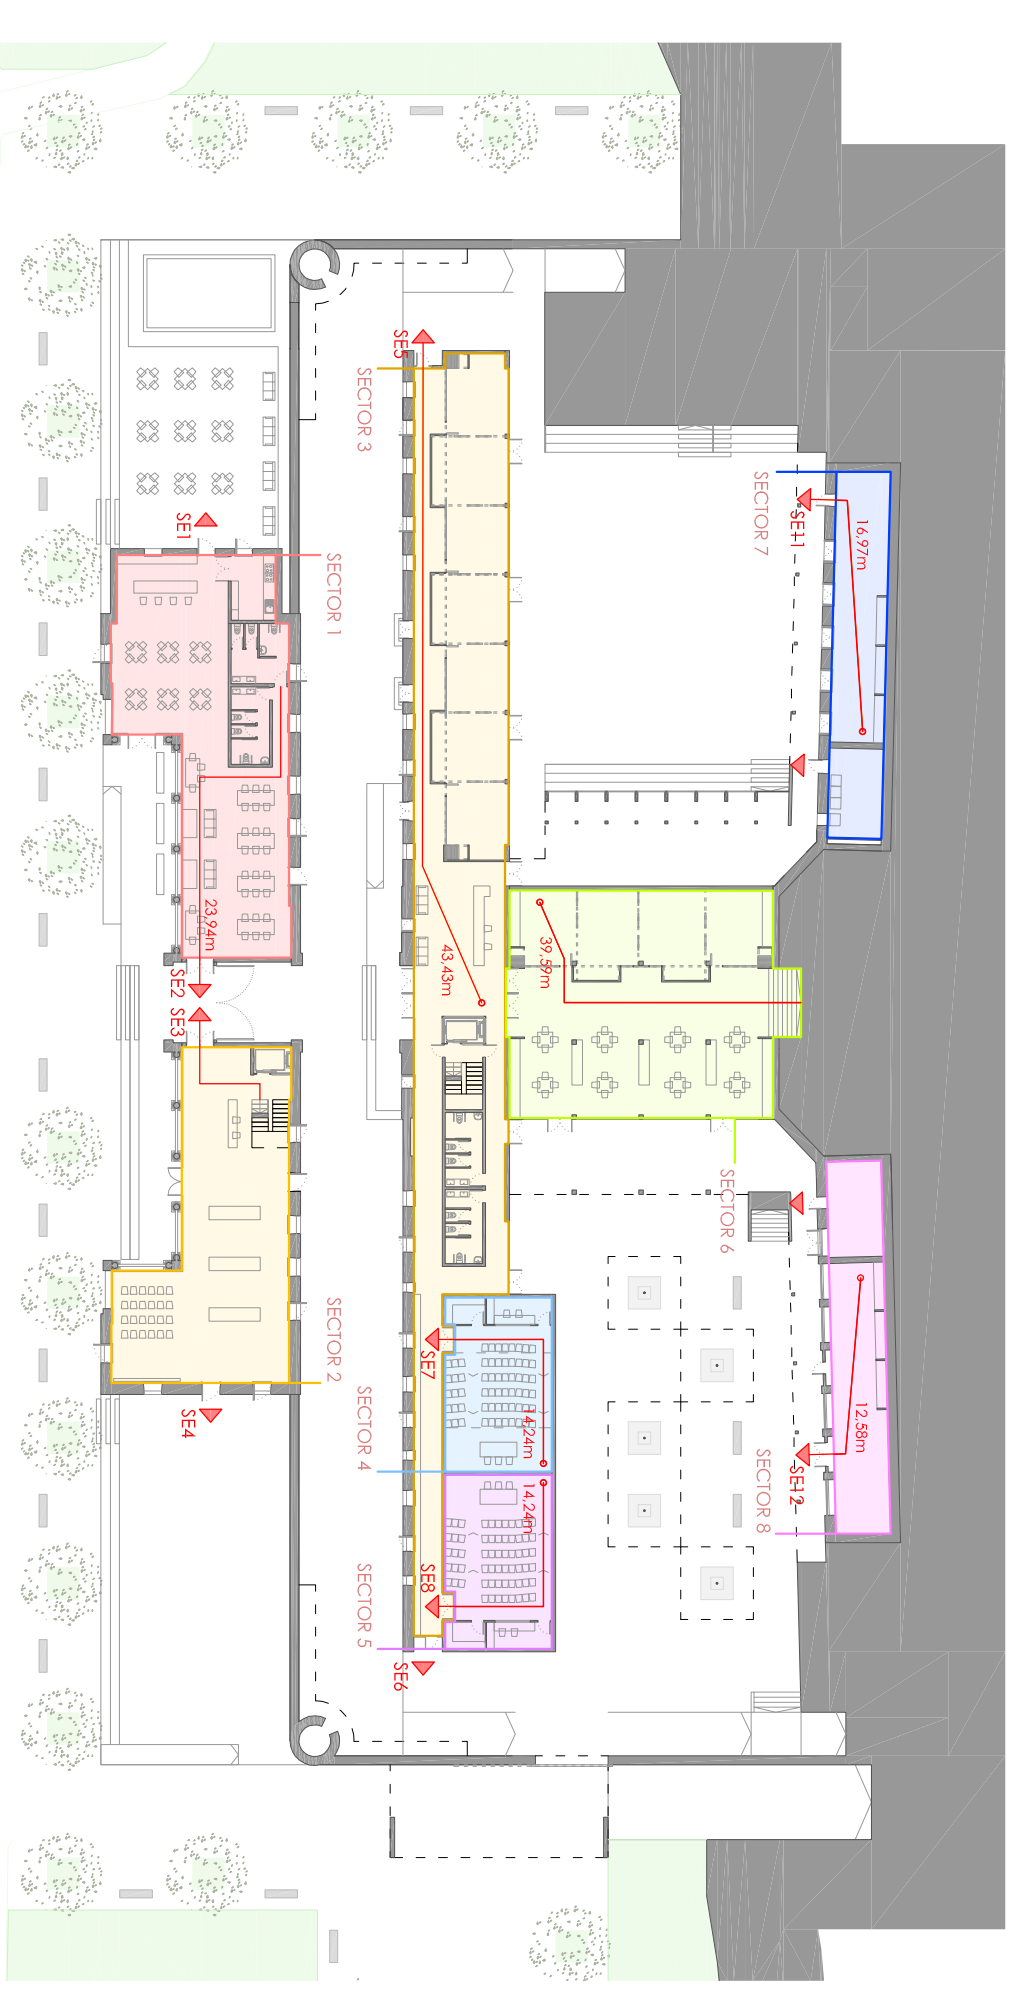 SE5
SECTOR 3
SECTOR 7
SE11
16,97m
SE1
SECTOR 1
23,94m
SE2
SE3
43,43m
39,59m
SECTOR 6
SECTOR 2
SE7
14,24m
SECTOR 4
SE4
12,58m
SE12
SECTOR 8
14,24m
SE8
SECTOR 5
SE6